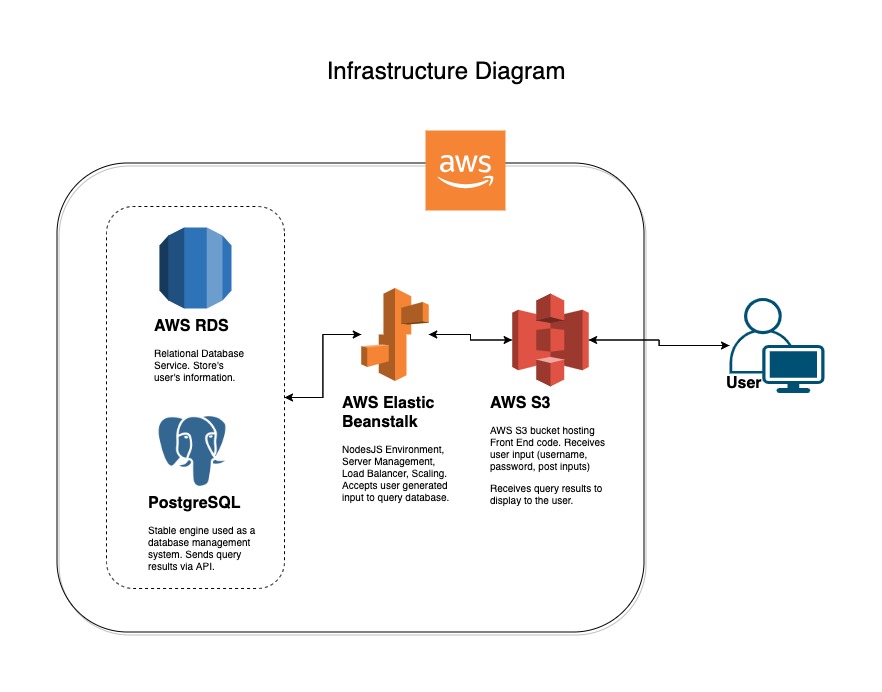 Infrastructure Diagram
aws
AWS RDS
Relational Database
Service. Store's
user's information.
PostgreSQL
Stable engine used as a
database management
system. Sends query
results via API.
AWS Elastic
Beanstalk
NodesJS Environment,
Server Management,
Load Balancer, Scaling.
Accepts user generated
input to query database.
AWS S3
AWS S3 bucket hosting
Front End code. Receives
user input (username,
password, post inputs)
Receives query results to
display to the user.
User